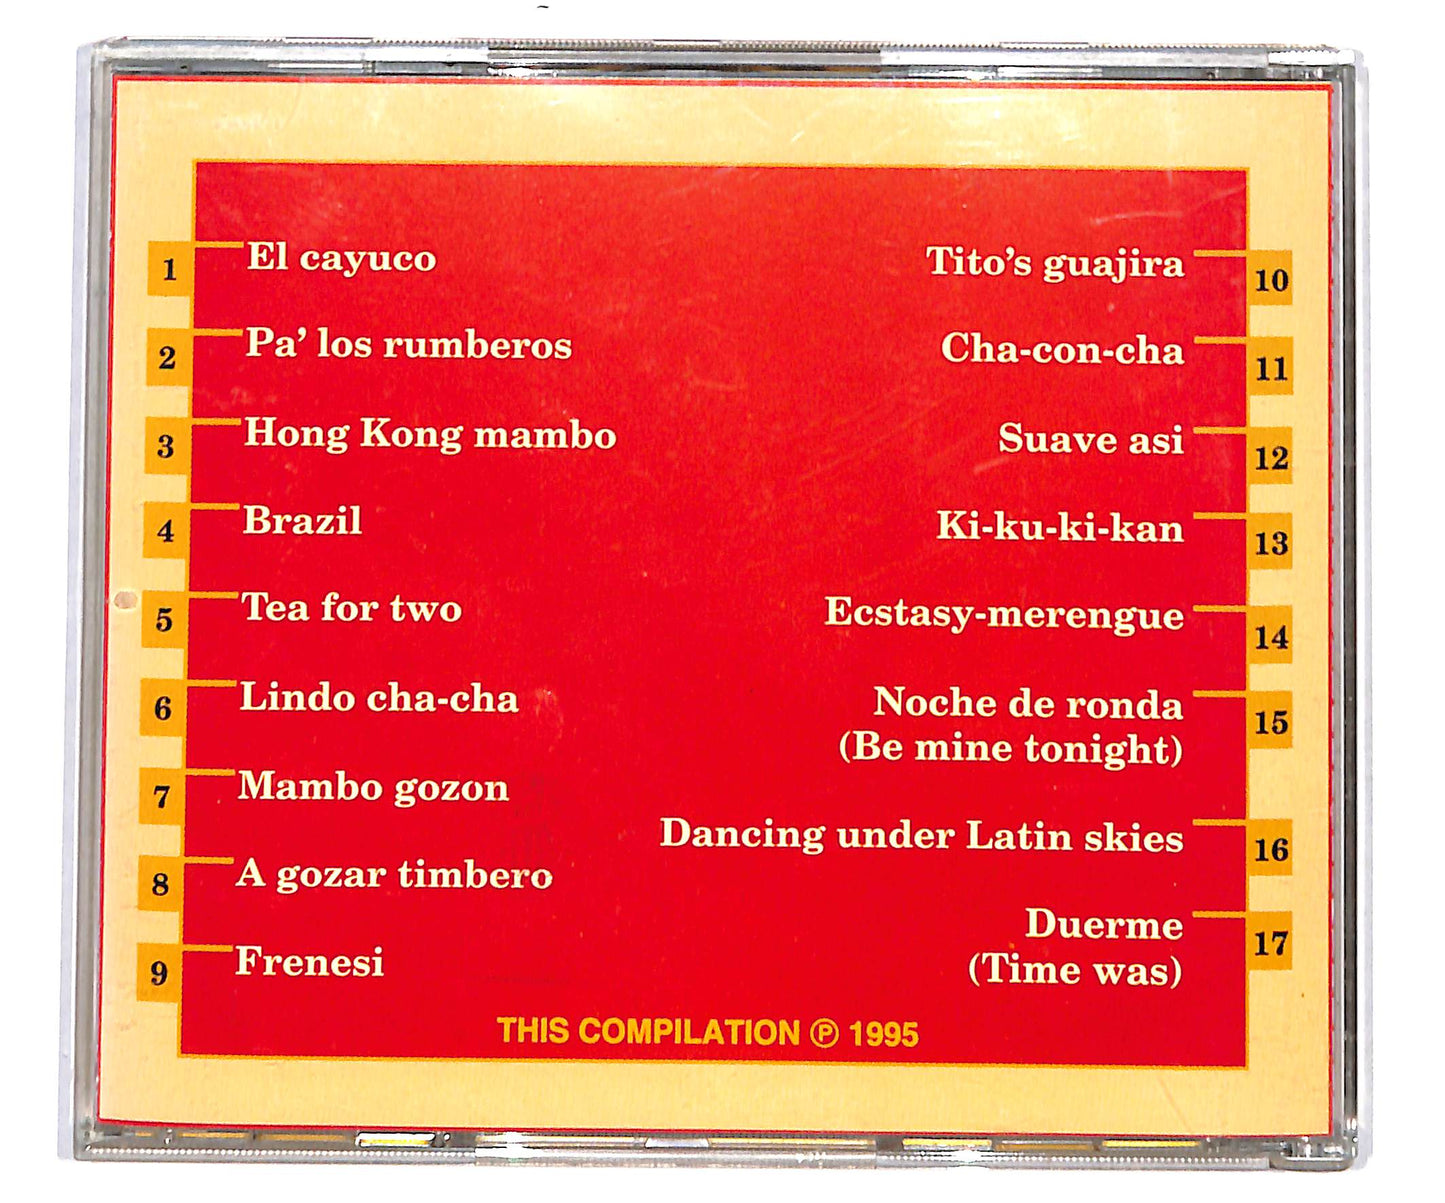 1 El cayuco
2 Pa' los rumberos
3 Hong Kong mambo
4 Brazil
5 Tea for two
6 Lindo cha-cha
7 Mambo gozon
8 A gozar timbero
9 Frenesi
Tito's guajira 10
Cha-con-cha 11
Suave asi 12
Ki-ku-ki-kan 13
Ecstasy-merengue 14
Noche de ronda 15
(Be mine tonight)
Dancing under Latin skies 16
Duerme 17
(Time was)
THIS COMPILATION ℗ 1995